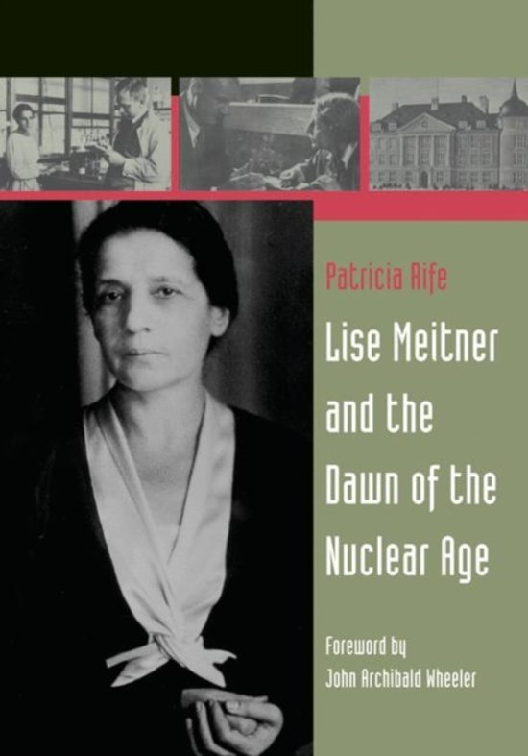 Patricia Rife
Lise Meitner
and the
Dawn of the
Nuclear Age
Foreword by
John Archibald Wheeler